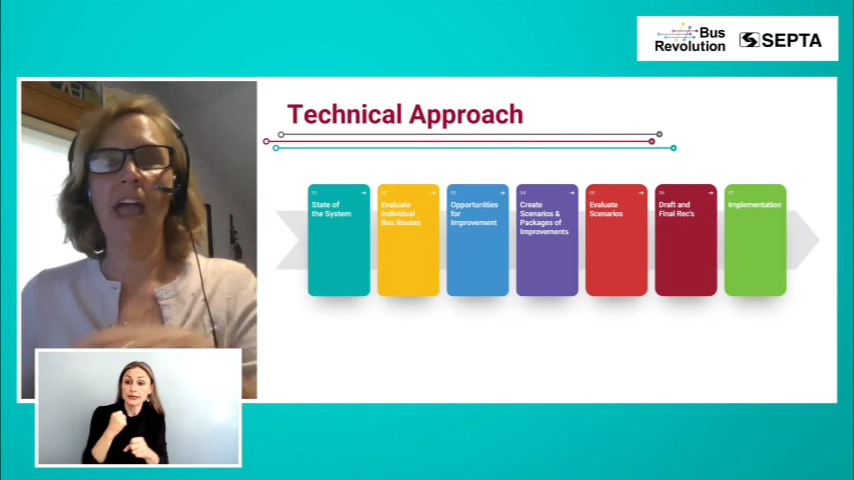 Bus
Revolution
SEPTA
Technical Approach
01
State of
the System
02
Evaluate
Individual
Bus Routes
03
Opportunities
for
Improvement
04
Create
Scenarios &
Packages of
Improvements
05
Evaluate
Scenarios
06
Draft and
Final Rec's
07
Implementation